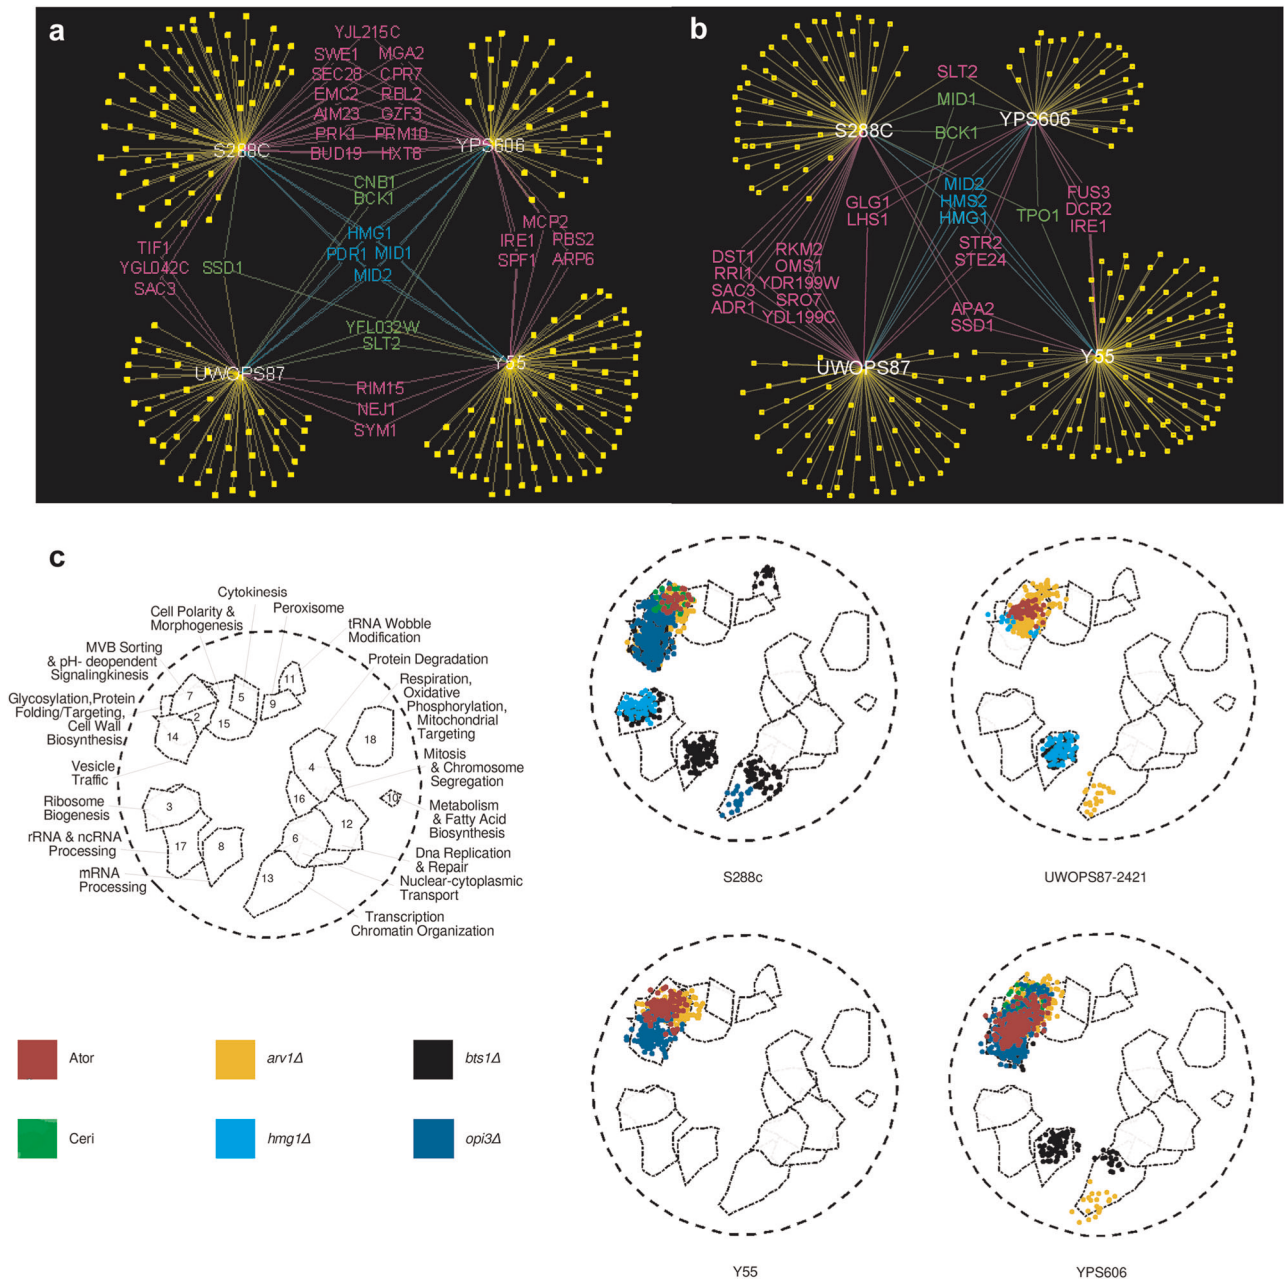 a
YJL215C
SWE1 MGA2
SEC28 CPR7
EMC2 RBL2
AIM23 GZF3
PRK1 PRM10
BUD19 HXT8
S288C
YPS606
CNB1
BCK1
HMG1
PDR1 MID1
MID2
MCP2
IRE1 PBS2
SPF1 ARP6
TIF1
YGL042C
SAC3
SSD1
YFL032W
SLT2
UWOPS87
Y55
RIM15
NEJ1
SYM1
b
SLT2
MID1
BCK1
S288C
YPS606
MID2
HMS2
HMG1
GLG1
LHS1
TPO1
FUS3
DCR2
IRE1
STR2
STE24
DST1
RRI1
SAC3
ADR1
RKM2
OMS1
YDR199W
SRO7
YDL199C
APA2
SSD1
UWOPS87
Y55
c
Cytokinesis
Cell Polarity &
Morphogenesis
Peroxisome
tRNA Wobble
Modification
MVB Sorting
& pH- deopendent
Signalingkinesis
Protein Degradation
Glycosylation,Protein
Folding/Targeting,
Cell Wall
Biosynthesis
Respiration,
Oxidative
Phosphorylation,
Mitochondrial
Targeting
Vesicle
Traffic
Mitosis
& Chromosome
Segregation
Ribosome
Biogenesis
Metabolism
& Fatty Acid
Biosynthesis
rRNA & ncRNA
Processing
Dna Replication
& Repair
mRNA
Processing
Nuclear-cytoplasmic
Transport
Transcription
Chromatin Organization
7
2
14
15
5
9
11
18
4
16
10
12
6
3
17
8
13
S288c
UWOPS87-2421
Y55
YPS606
Ator
arv1Δ
bts1Δ
Ceri
hmg1Δ
opi3Δ